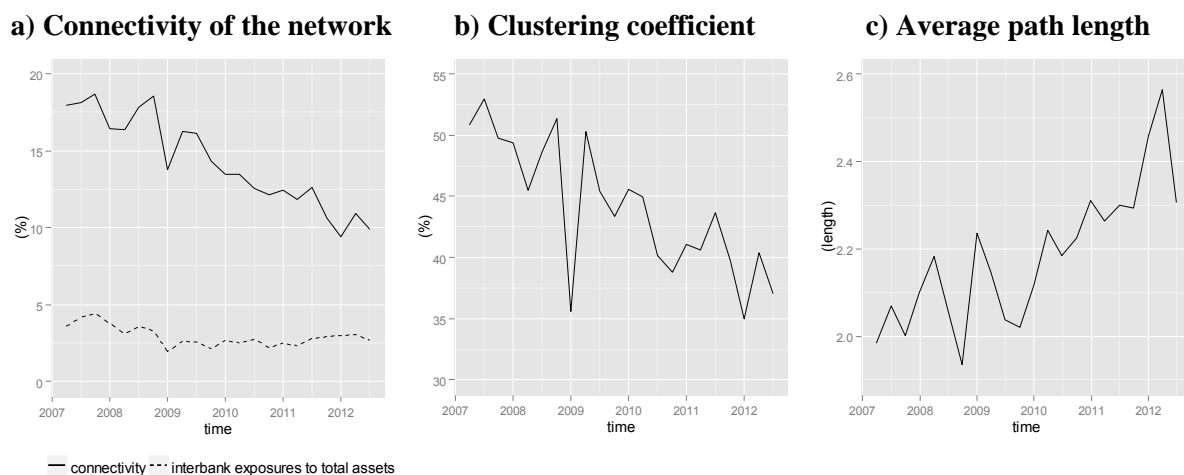 a) Connectivity of the network
20
15
10
5
0
(%)
2007 2008 2009 2010 2011 2012
time
connectivity interbank exposures to total assets
b) Clustering coefficient
55
50
45
40
35
30
(%)
2007 2008 2009 2010 2011 2012
time
c) Average path length
2.6
2.4
2.2
2.0
(length)
2007 2008 2009 2010 2011 2012
time